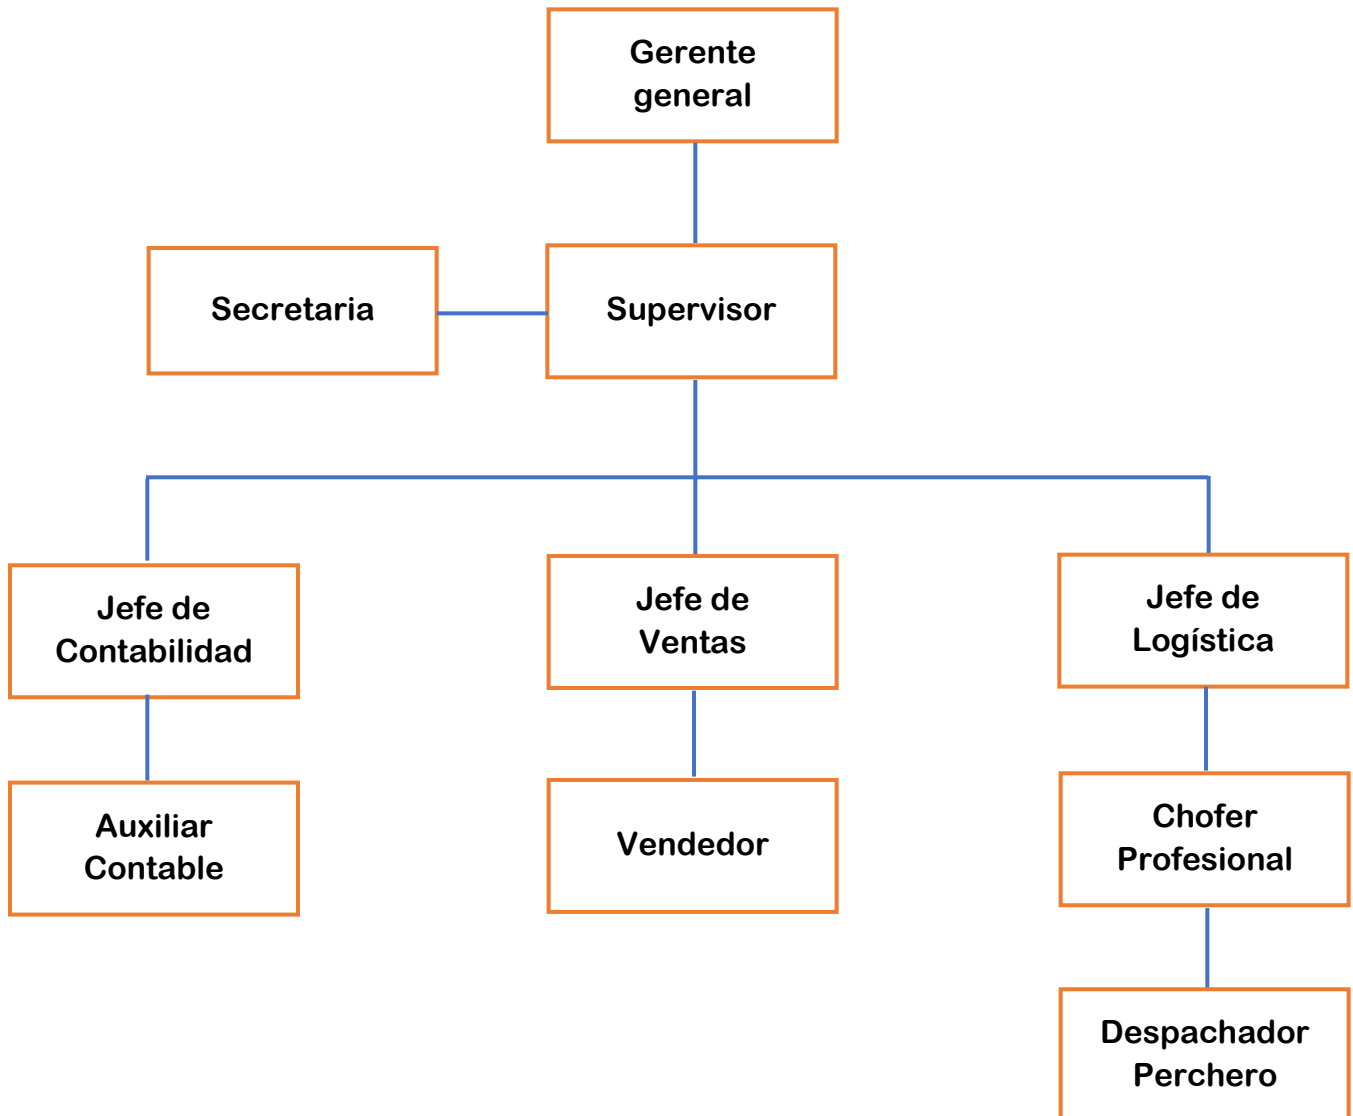 Gerente
general
Secretaria
Supervisor
Jefe de
Contabilidad
Jefe de
Ventas
Jefe de
Logística
Auxiliar
Contable
Vendedor
Chofer
Profesional
Despachador
Perchero